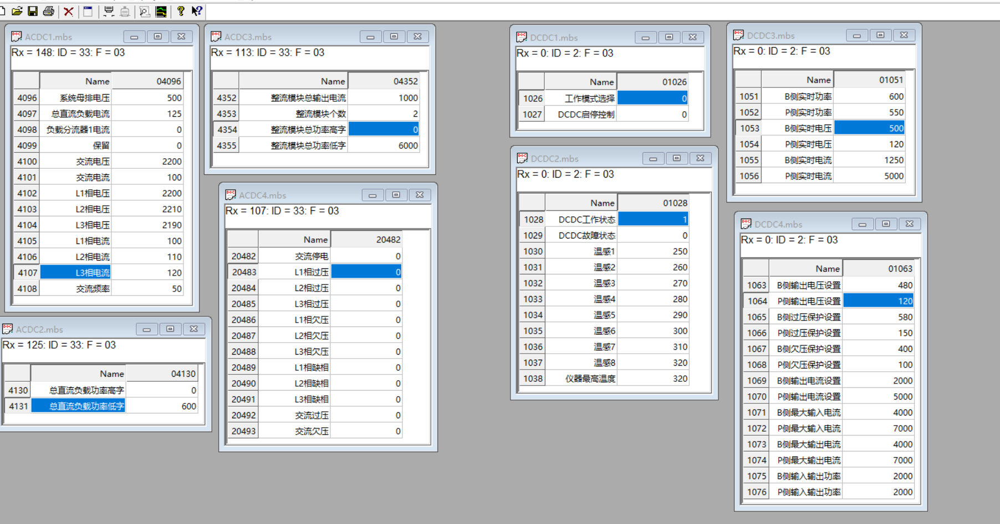 ACDC1.mbs
Rx = 148: ID = 33: F = 03
Name 04096
4096 系统母排电压 500
4097 总直流负载电流 125
4098 负载分流器1电流 0
4099 保留 0
4100 交流电压 2200
4101 交流电流 100
4102 L1相电压 2200
4103 L2相电压 2210
4104 L3相电压 2190
4105 L1相电流 100
4106 L2相电流 110
4107 L3相电流 120
4108 交流频率 50
ACDC2.mbs
Rx = 125: ID = 33: F = 03
Name 04130
4130 总直流负载功率高字 0
4131 总直流负载功率低字 600
ACDC3.mbs
Rx = 113: ID = 33: F = 03
Name 04352
4352 整流模块总输出电流 1000
4353 整流模块个数 2
4354 整流模块总功率高字 0
4355 整流模块总功率低字 6000
ACDC4.mbs
Rx = 107: ID = 33: F = 03
Name 20482
20482 交流停电 0
20483 L1相过压 0
20484 L2相过压 0
20485 L3相过压 0
20486 L1相欠压 0
20487 L2相欠压 0
20488 L3相欠压 0
20489 L1相缺相 0
20490 L2相缺相 0
20491 L3相缺相 0
20492 交流过压 0
20493 交流欠压 0
DCDC1.mbs
Rx = 0: ID = 2: F = 03
Name 01026
1026 工作模式选择 0
1027 DCDC启停控制 0
DCDC2.mbs
Rx = 0: ID = 2: F = 03
Name 01028
1028 DCDC工作状态 1
1029 DCDC故障状态 0
1030 温感1 250
1031 温感2 260
1032 温感3 270
1033 温感4 280
1034 温感5 290
1035 温感6 300
1036 温感7 310
1037 温感8 320
1038 仪器最高温度 320
DCDC3.mbs
Rx = 0: ID = 2: F = 03
Name 01051
1051 B侧实时功率 600
1052 P侧实时功率 550
1053 B侧实时电压 500
1054 P侧实时电压 120
1055 B侧实时电流 1250
1056 P侧实时电流 5000
DCDC4.mbs
Rx = 0: ID = 2: F = 03
Name 01063
1063 B侧输出电压设置 480
1064 P侧输出电压设置 120
1065 B侧过压保护设置 580
1066 P侧过压保护设置 150
1067 B侧欠压保护设置 400
1068 P侧欠压保护设置 100
1069 B侧输出电流设置 2000
1070 P侧输出电流设置 5000
1071 B侧最大输入电流 4000
1072 P侧最大输入电流 7000
1073 B侧最大输出电流 4000
1074 P侧最大输出电流 7000
1075 B侧输入输出功率 2000
1076 P侧输入输出功率 2000